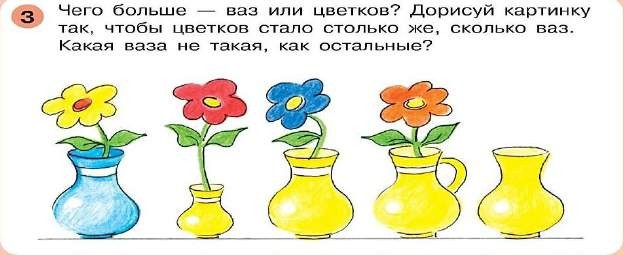 3 Чего больше — ваз или цветков? Дорисуй картинку
так, чтобы цветков стало столько же, сколько ваз.
Какая ваза не такая, как остальные?